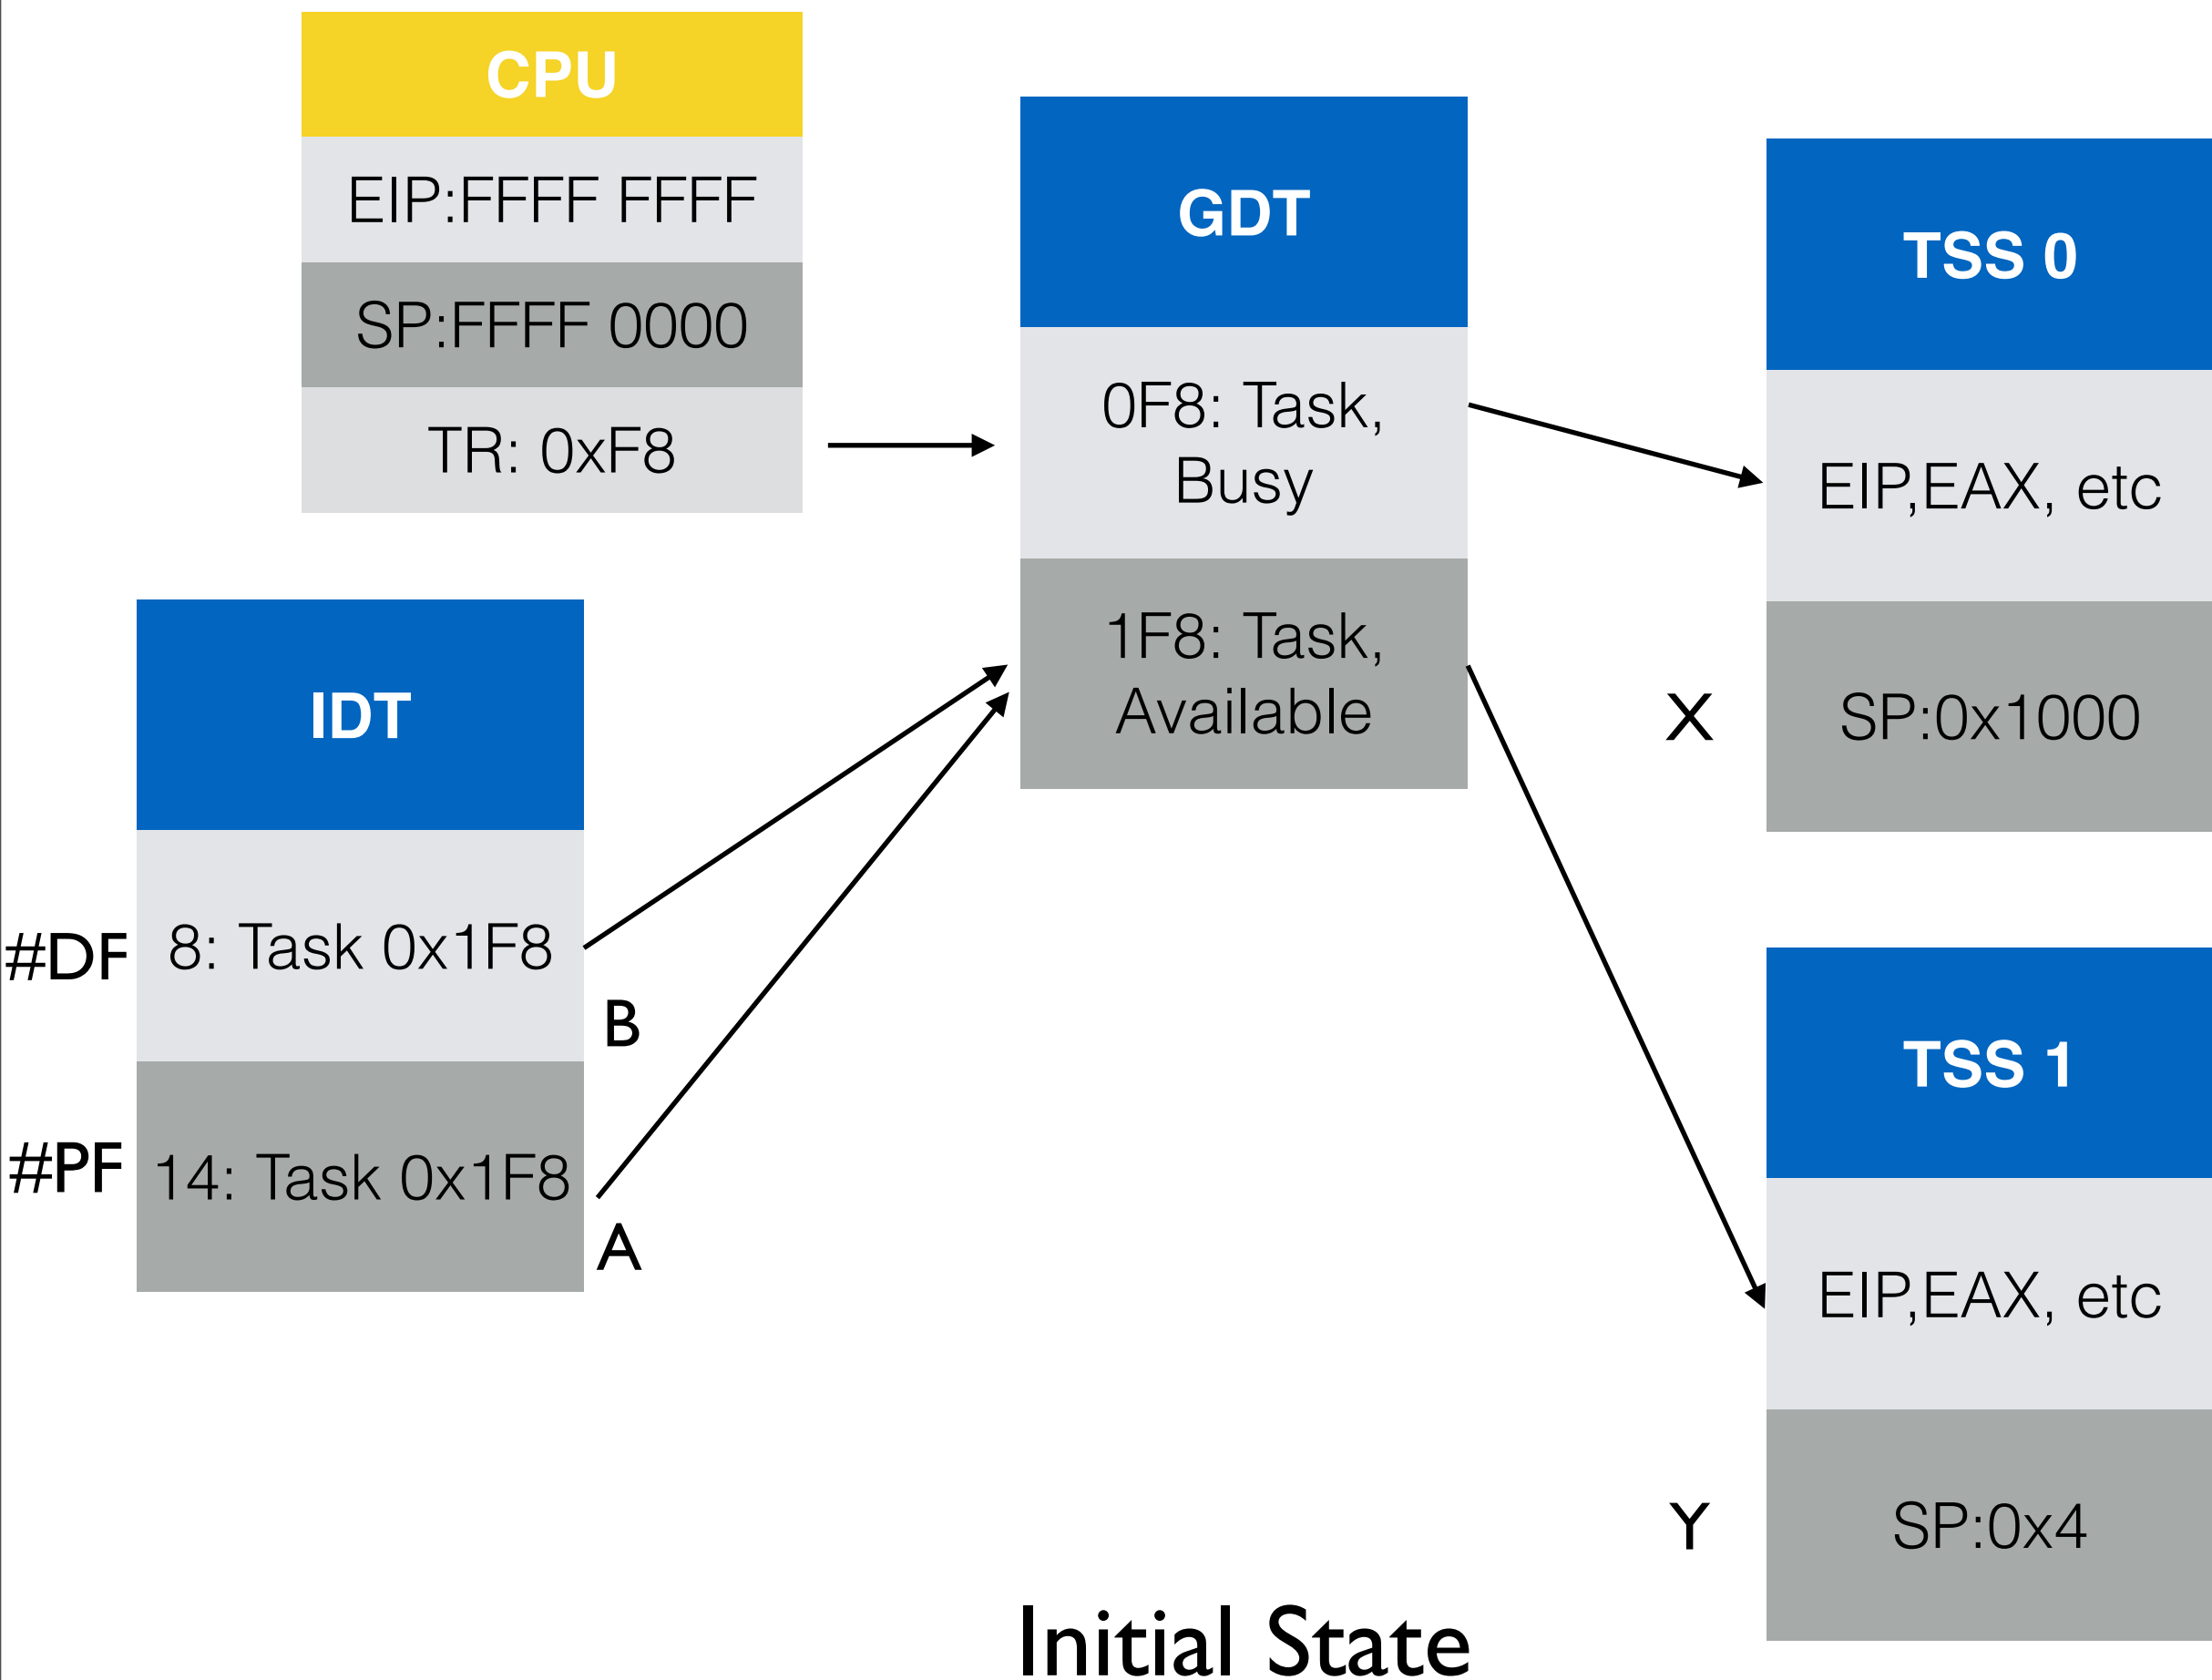 CPU
EIP:FFFF FFFF
SP:FFFF 0000
TR: 0xF8
GDT
0F8: Task,
Busy
1F8: Task,
Available
TSS 0
EIP,EAX, etc
X
SP:0x1000
IDT
#DF
8: Task 0x1F8
B
#PF
14: Task 0x1F8
A
TSS 1
EIP,EAX, etc
Y
SP:0x4
Initial State